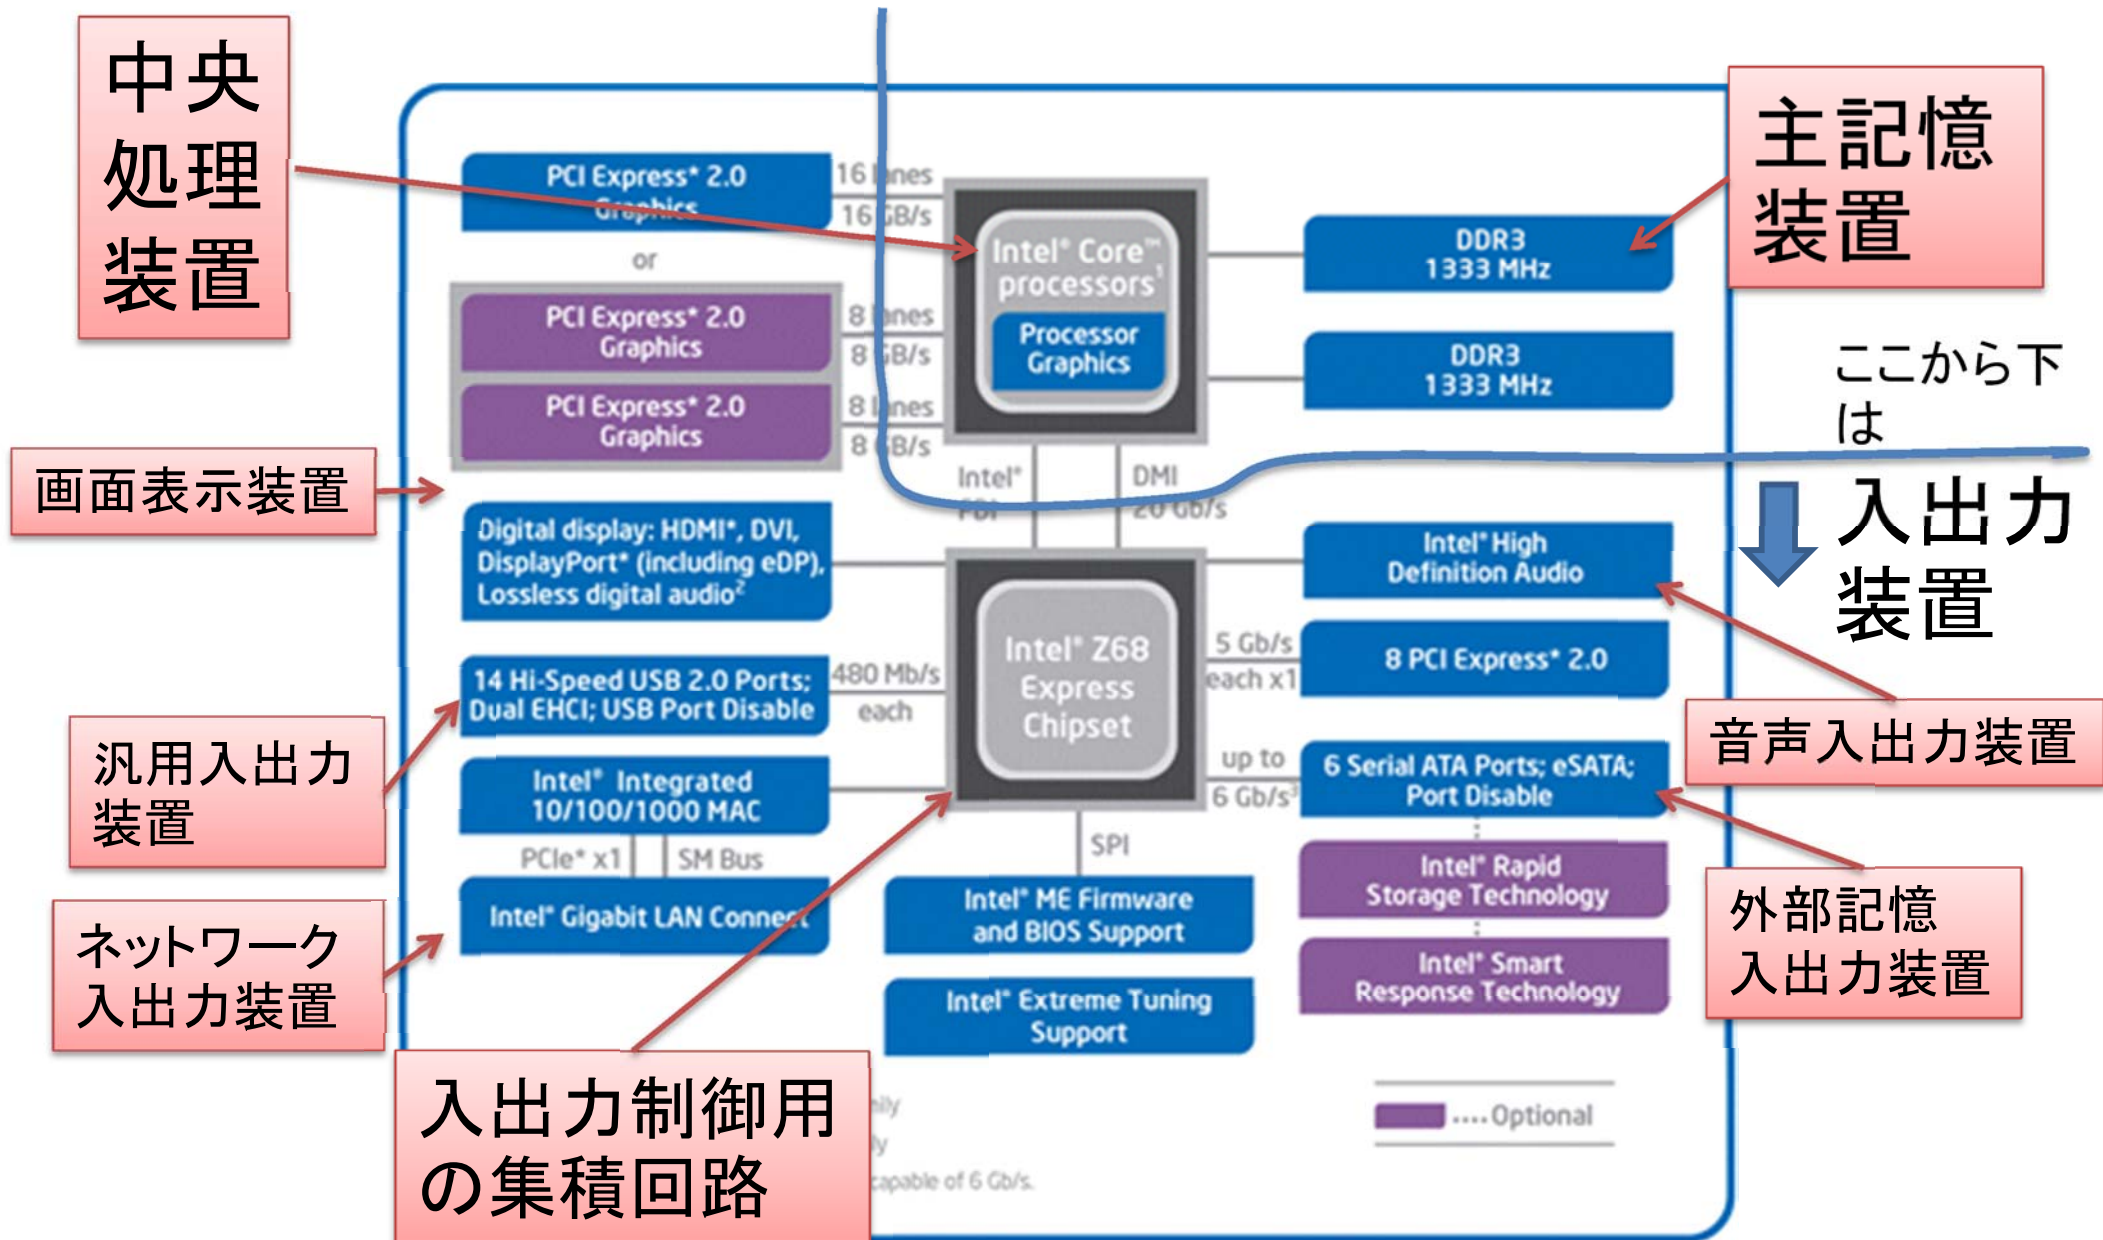 中央
処理
装置
主記憶
装置
PCI Express* 2.0
Graphics
16 lanes
16 GB/s
or
PCI Express* 2.0
Graphics
8 lanes
8 GB/s
PCI Express* 2.0
Graphics
8 lanes
8 GB/s
Intel® Core™
processors¹
Processor
Graphics
DDR3
1333 MHz
DDR3
1333 MHz
ここから下
は
入出力
装置
画面表示装置
Intel®
FDI
DMI
20 Gb/s
Digital display: HDMI*, DVI,
DisplayPort* (including eDP),
Lossless digital audio²
Intel® High
Definition Audio
14 Hi-Speed USB 2.0 Ports;
Dual EHCI; USB Port Disable
480 Mb/s
each
Intel® Z68
Express
Chipset
5 Gb/s
each x1
8 PCI Express* 2.0
音声入出力装置
汎用入出力
装置
Intel® Integrated
10/100/1000 MAC
up to
6 Gb/s³
6 Serial ATA Ports; eSATA;
Port Disable
PCIe* x1
SM Bus
SPI
Intel® Rapid
Storage Technology
ネットワーク
入出力装置
Intel® Gigabit LAN Connect
Intel® ME Firmware
and BIOS Support
外部記憶
入出力装置
Intel® Smart
Response Technology
Intel® Extreme Tuning
Support
入出力制御用
の集積回路
Optional
capable of 6 Gb/s.